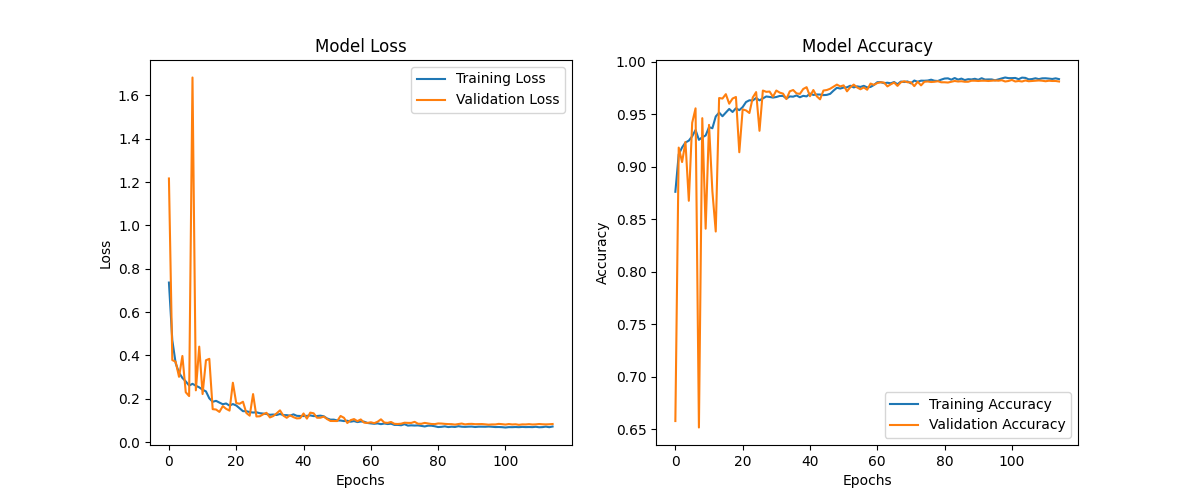 Model Loss
Training Loss
Validation Loss
Loss
1.6
1.4
1.2
1.0
0.8
0.6
0.4
0.2
0.0
0
20
40
60
80
100
Epochs
Model Accuracy
Accuracy
1.00
0.95
0.90
0.85
0.80
0.75
0.70
0.65
Training Accuracy
Validation Accuracy
0
20
40
60
80
100
Epochs